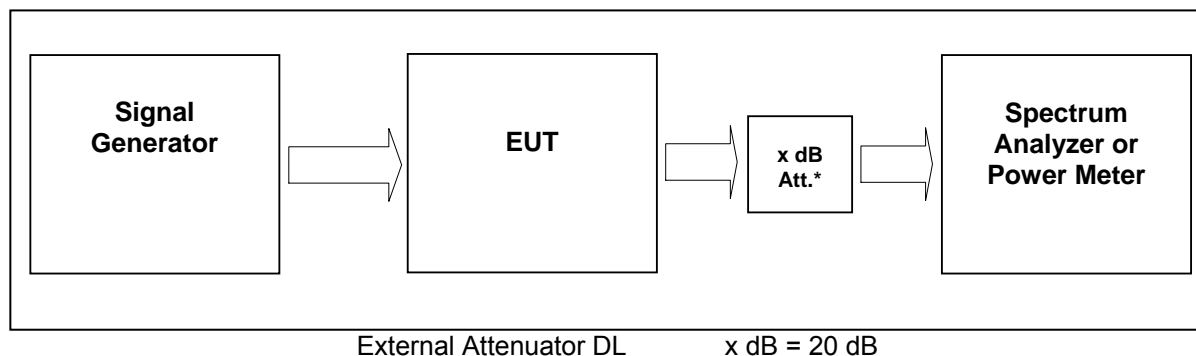 Signal
Generator
EUT
x dB
Att.*
Spectrum
Analyzer or
Power Meter
External Attenuator DL x dB = 20 dB